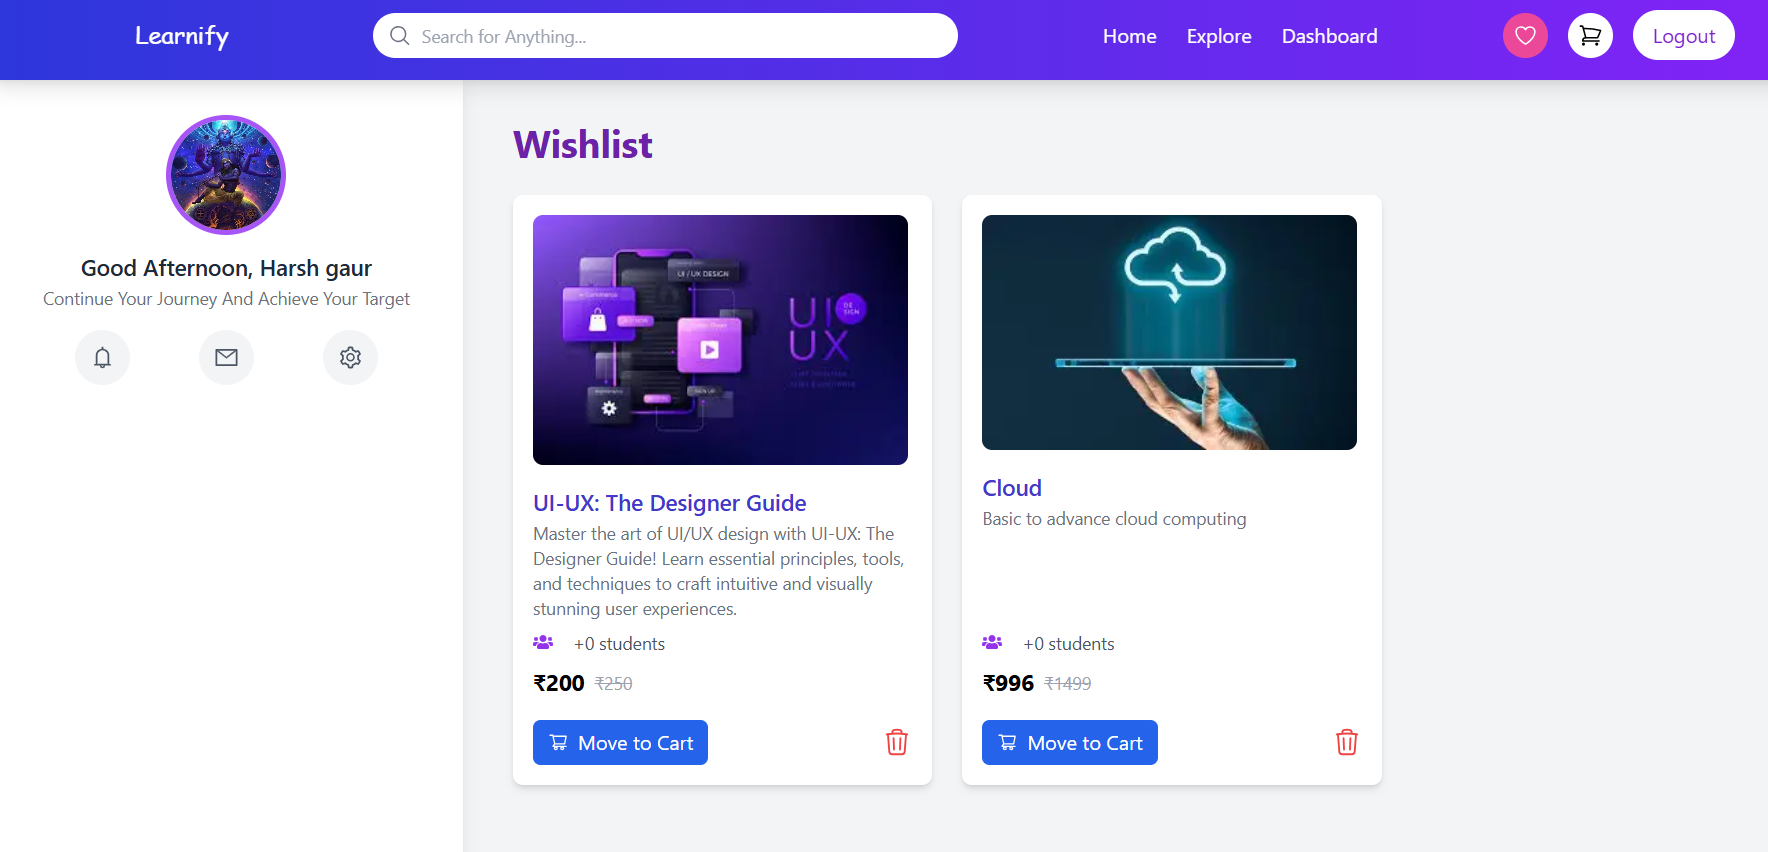 Learnify
Search for Anything...
Home
Explore
Dashboard
Logout
Good Afternoon, Harsh gaur
Continue Your Journey And Achieve Your Target
Wishlist
UI / UX DESIGN
UI
DE
SIGN
UX
UI-UX: The Designer Guide
Master the art of UI/UX design with UI-UX: The
Designer Guide! Learn essential principles, tools,
and techniques to craft intuitive and visually
stunning user experiences.
+0 students
₹200 ₹250
Move to Cart
Cloud
Basic to advance cloud computing
+0 students
₹996 ₹1499
Move to Cart